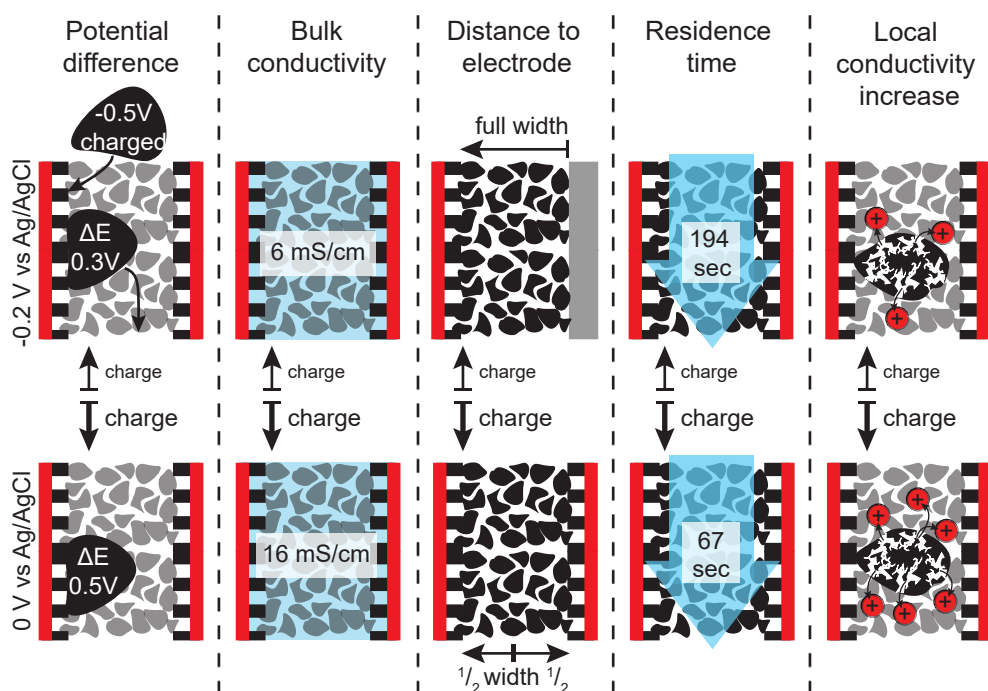 Potential
difference
Bulk
conductivity
Distance to
electrode
Residence
time
Local
conductivity
increase
-0.2 V vs Ag/AgCl
-0.5V
charged
ΔE
0.3V
6 mS/cm
full width
194
sec
+
+
+
charge
charge
charge
charge
charge
charge
charge
charge
charge
charge
0 V vs Ag/AgCl
ΔE
0.5V
16 mS/cm
1/2 width 1/2
67
sec
+
+
+
+
+
+